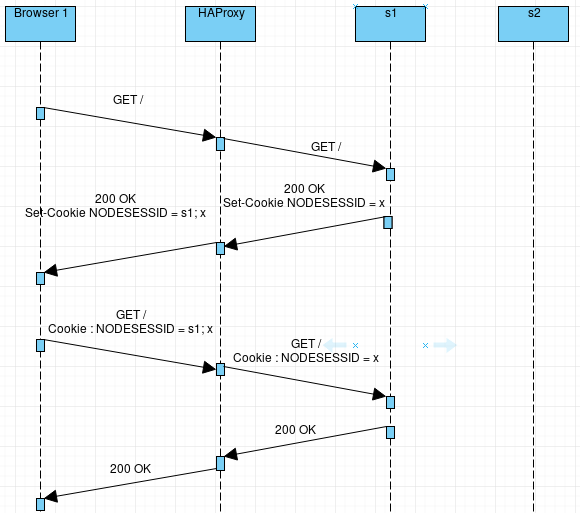 Browser 1
HAProxy
s1
s2
GET /
GET /
200 OK
Set-Cookie NODESESSID = x
200 OK
Set-Cookie NODESESSID = s1; x
GET /
Cookie : NODESESSID = s1; x
GET /
Cookie : NODESESSID = x
200 OK
200 OK